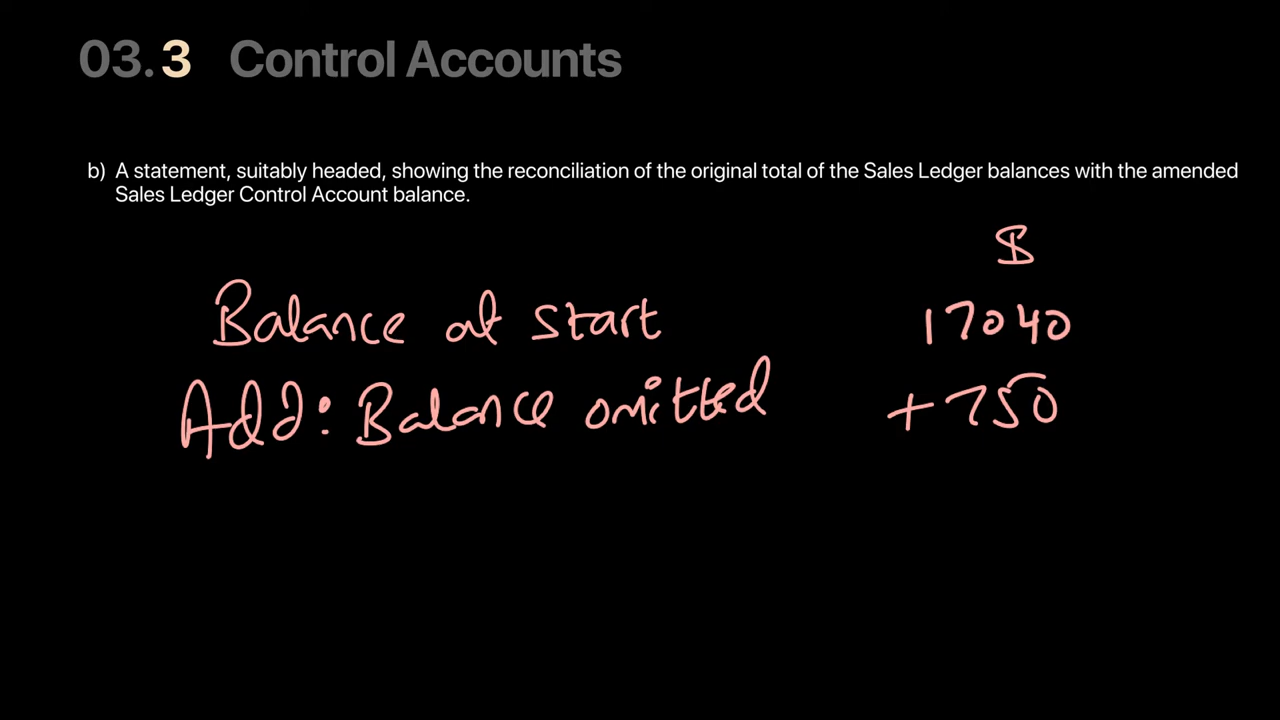 03.3 Control Accounts
b) A statement, suitably headed, showing the reconciliation of the original total of the Sales Ledger balances with the amended
Sales Ledger Control Account balance.
$
Balance at start 17040
Add: Balance omitted +750